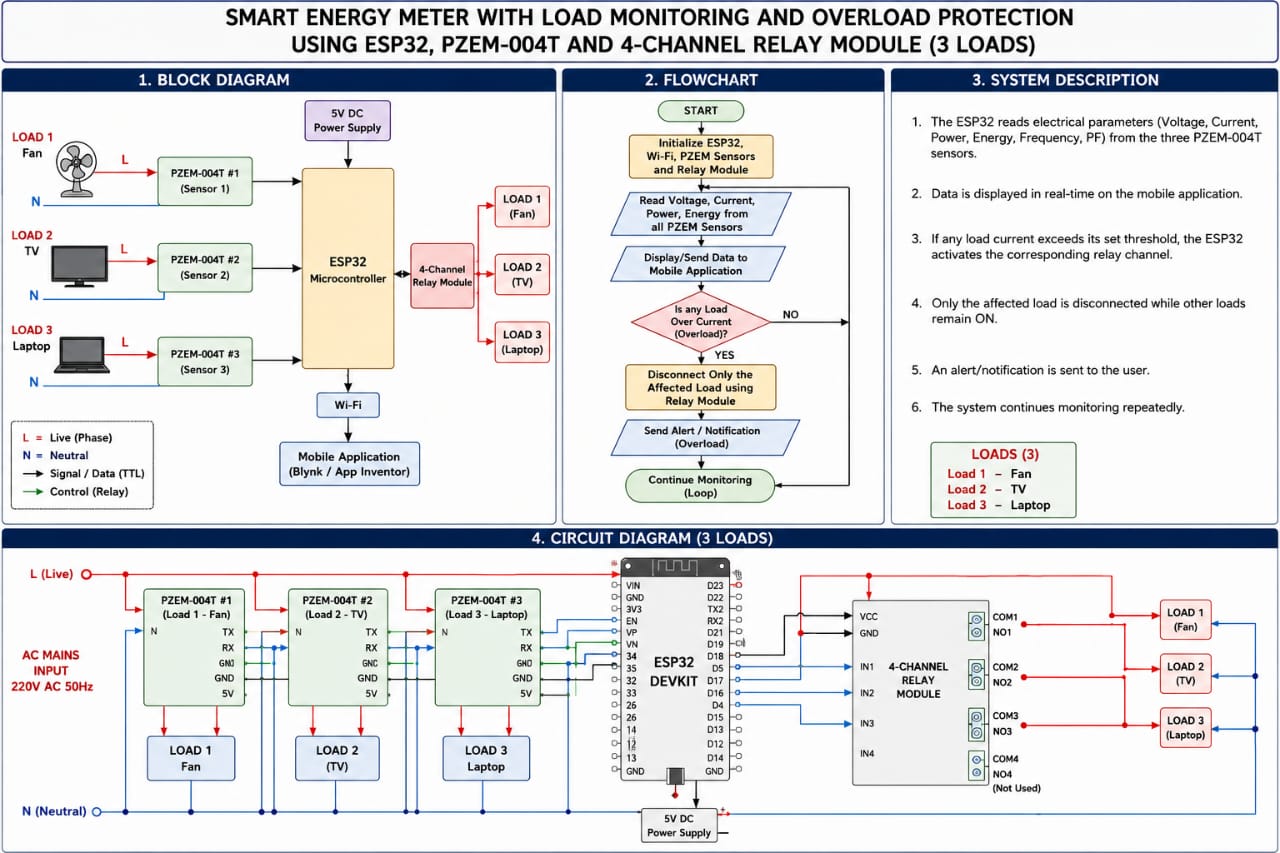 SMART ENERGY METER WITH LOAD MONITORING AND OVERLOAD PROTECTION
USING ESP32, PZEM-004T AND 4-CHANNEL RELAY MODULE (3 LOADS)
1. BLOCK DIAGRAM
5V DC
Power Supply
LOAD 1
Fan
L
N
PZEM-004T #1
(Sensor 1)
LOAD 2
TV
L
N
PZEM-004T #2
(Sensor 2)
LOAD 3
Laptop
L
N
PZEM-004T #3
(Sensor 3)
ESP32
Microcontroller
4-Channel
Relay Module
LOAD 1
(Fan)
LOAD 2
(TV)
LOAD 3
(Laptop)
Wi-Fi
Mobile Application
(Blynk / App Inventor)
L = Live (Phase)
N = Neutral
Signal / Data (TTL)
Control (Relay)
2. FLOWCHART
START
Initialize ESP32,
Wi-Fi, PZEM Sensors
and Relay Module
Read Voltage, Current,
Power, Energy from
all PZEM Sensors
Display/Send Data to
Mobile Application
Is any Load
Over Current
(Overload)?
NO
YES
Disconnect Only the
Affected Load using
Relay Module
Send Alert / Notification
(Overload)
Continue Monitoring
(Loop)
3. SYSTEM DESCRIPTION
1. The ESP32 reads electrical parameters (Voltage, Current,
Power, Energy, Frequency, PF) from the three PZEM-004T
sensors.
2. Data is displayed in real-time on the mobile application.
3. If any load current exceeds its set threshold, the ESP32
activates the corresponding relay channel.
4. Only the affected load is disconnected while other loads
remain ON.
5. An alert/notification is sent to the user.
6. The system continues monitoring repeatedly.
LOADS (3)
Load 1 – Fan
Load 2 – TV
Load 3 – Laptop
4. CIRCUIT DIAGRAM (3 LOADS)
L (Live)
AC MAINS
INPUT
220V AC 50Hz
N (Neutral)
PZEM-004T #1
(Load 1 - Fan)
N
TX
RX
GND
GND
5V
LOAD 1
Fan
PZEM-004T #2
(Load 2 - TV)
N
TX
RX
GND
GND
5V
LOAD 2
(TV)
PZEM-004T #3
(Load 3 - Laptop)
N
TX
RX
GND
GND
5V
LOAD 3
Laptop
VIN
GND
3V3
EN
VP
VN
34
35
32
33
26
26
14
12
13
GND
ESP32
DEVKIT
D23
D22
TX2
RX2
D21
D19
D18
D5
D17
D16
D4
D15
D13
D12
D14
GND
5V DC
Power Supply
+
VCC
GND
IN1
IN2
IN3
IN4
4-CHANNEL
RELAY
MODULE
COM1
NO1
COM2
NO2
COM3
NO3
COM4
NO4
(Not Used)
LOAD 1
(Fan)
LOAD 2
(TV)
LOAD 3
(Laptop)